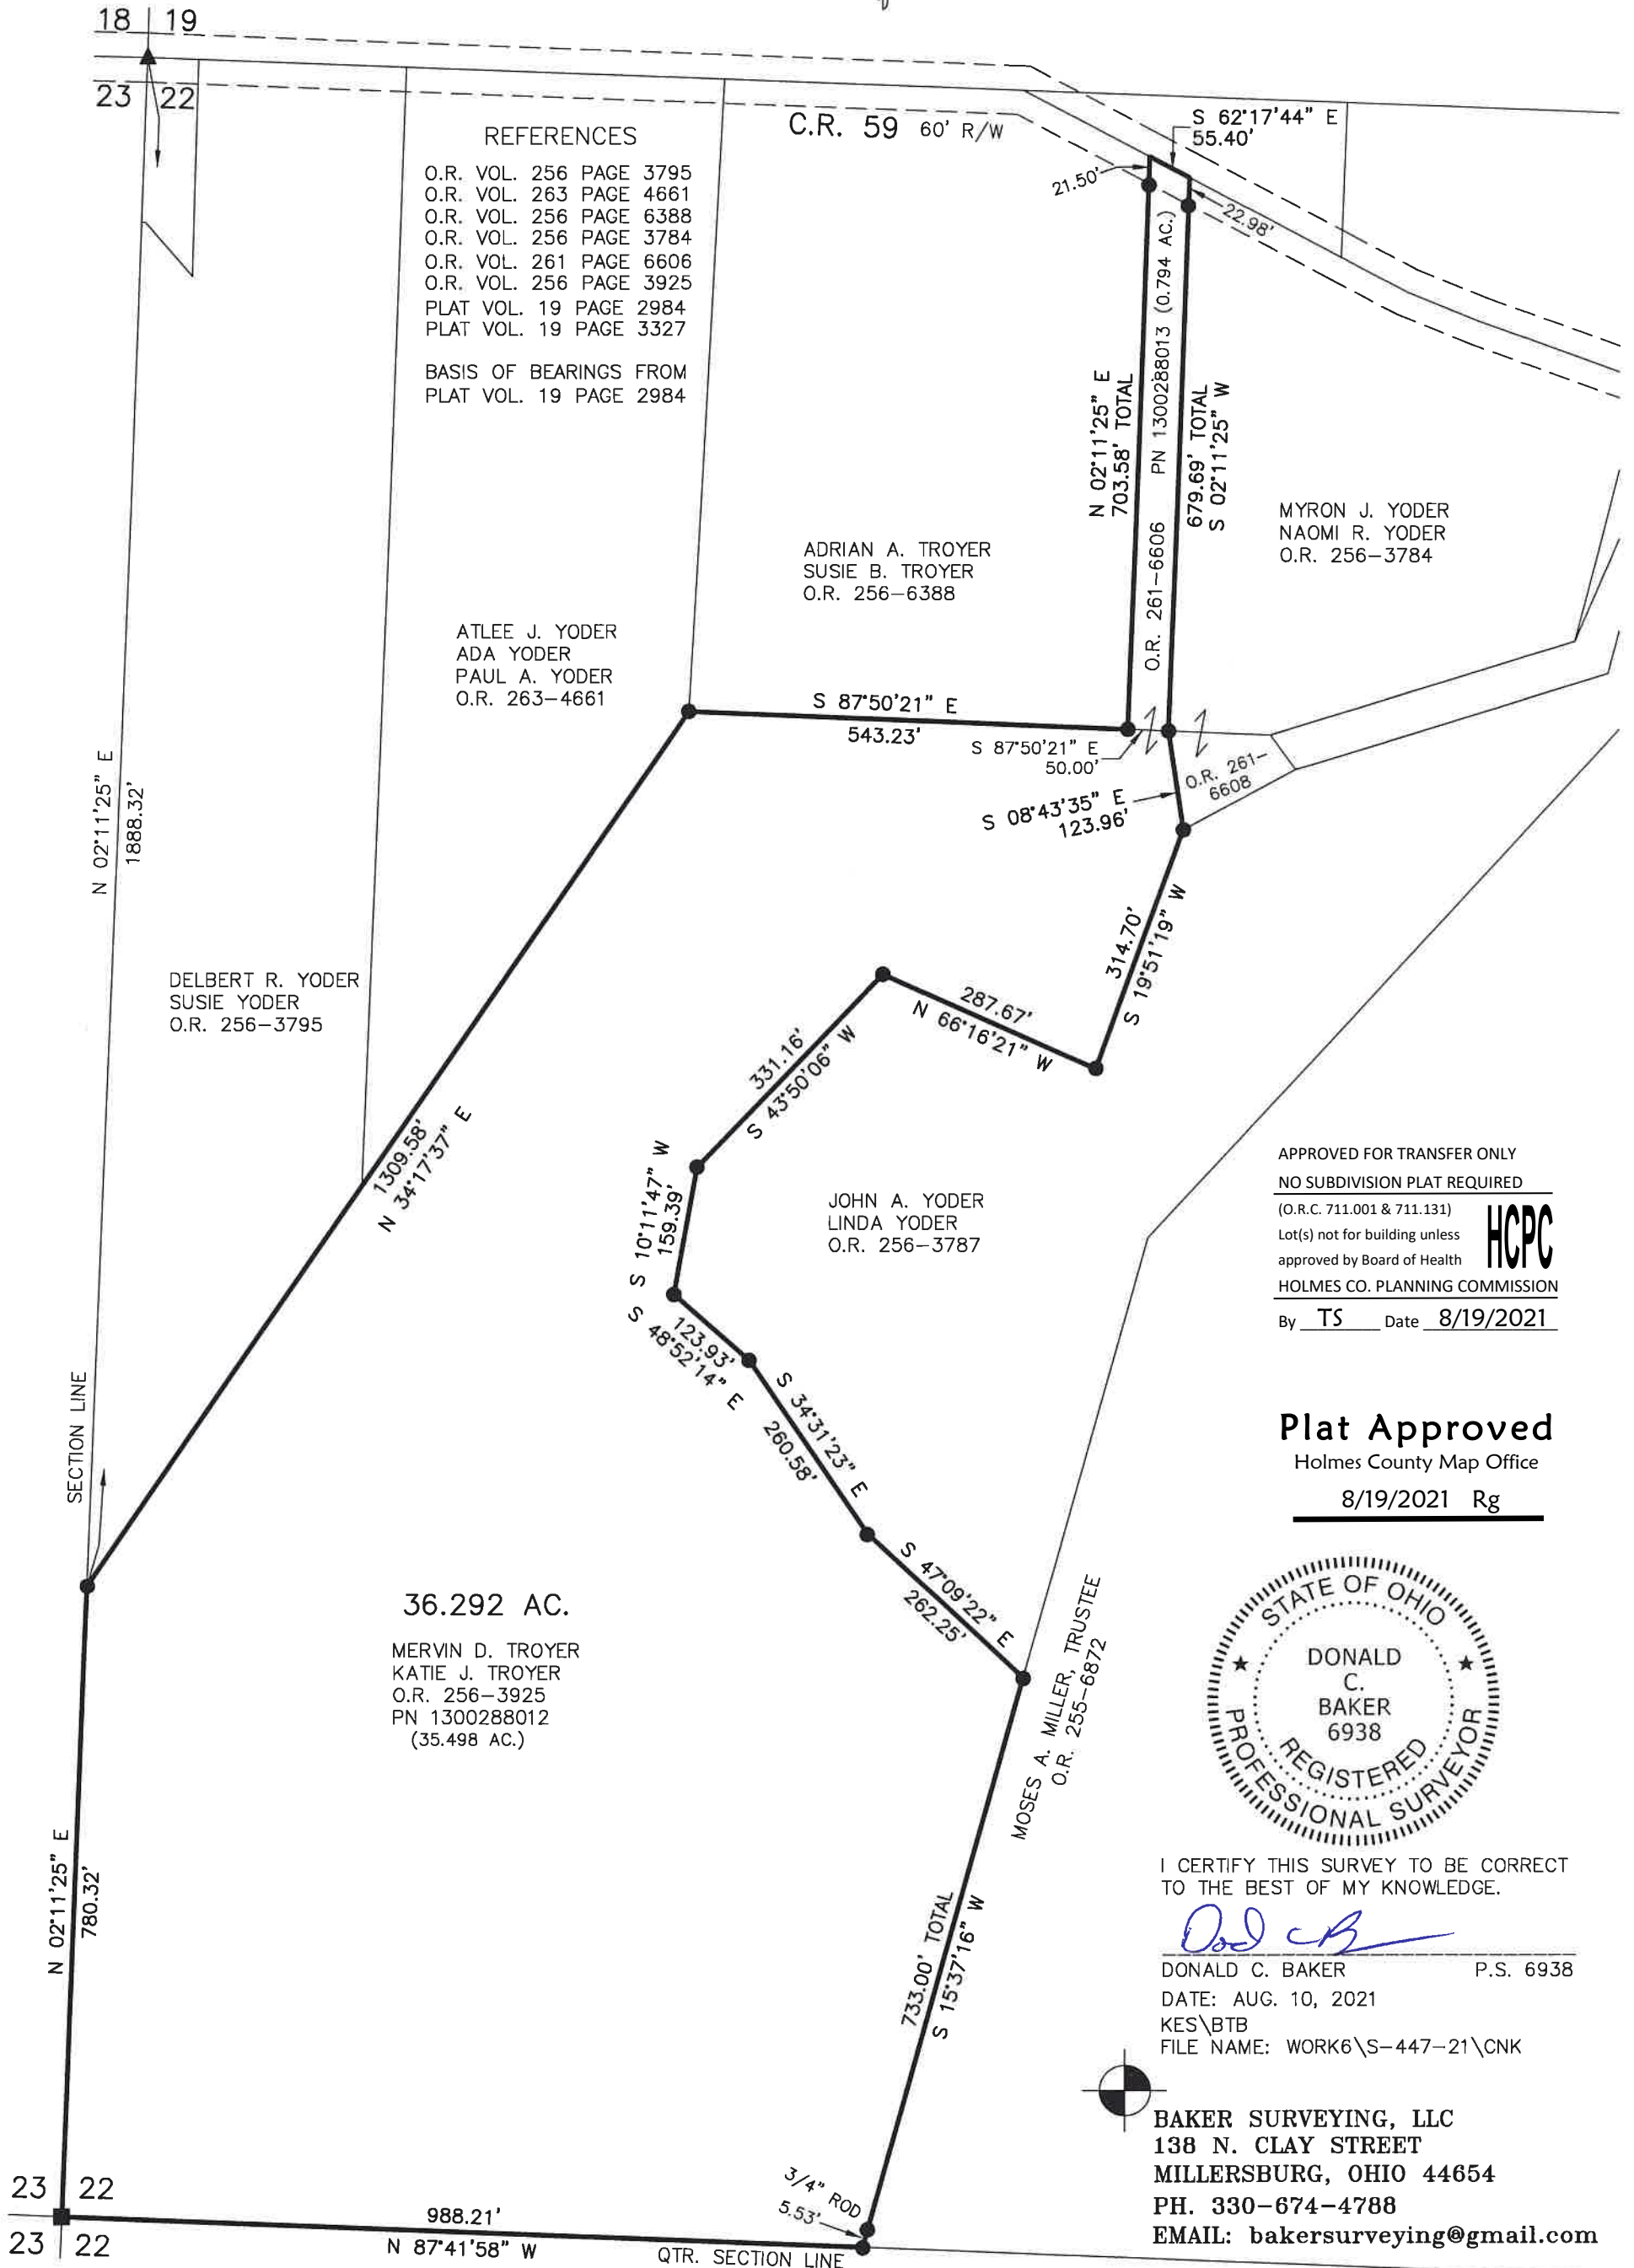 18 19
23 22
REFERENCES
O.R. VOL. 256 PAGE 3795
O.R. VOL. 263 PAGE 4661
O.R. VOL. 256 PAGE 6388
O.R. VOL. 256 PAGE 3784
O.R. VOL. 261 PAGE 6606
O.R. VOL. 256 PAGE 3925
PLAT VOL. 19 PAGE 2984
PLAT VOL. 19 PAGE 3327
BASIS OF BEARINGS FROM
PLAT VOL. 19 PAGE 2984
C.R. 59 60' R/W
S 62°17'44" E
55.40'
21.50'
22.98'
N 02°11'25" E
703.58' TOTAL
O.R. 261-6606 PN 1300288013 (0.794 AC.)
679.69' TOTAL
S 02°11'25" W
MYRON J. YODER
NAOMI R. YODER
O.R. 256-3784
ADRIAN A. TROYER
SUSIE B. TROYER
O.R. 256-6388
ATLEE J. YODER
ADA YODER
PAUL A. YODER
O.R. 263-4661
S 87°50'21" E
543.23'
S 87°50'21" E
50.00'
O.R. 261-
6608
S 08°43'35" E
123.96'
N 02°11'25" E
1888.32'
DELBERT R. YODER
SUSIE YODER
O.R. 256-3795
314.70'
S 19°51'19" W
287.67'
N 66°16'21" W
331.16'
S 43°50'06" W
1309.58'
N 34°17'37" E
S 10°11'47" W
159.39'
JOHN A. YODER
LINDA YODER
O.R. 256-3787
123.93'
S 48°52'14" E
S 34°31'23" E
260.58'
S 47°09'22" E
262.25'
SECTION LINE
APPROVED FOR TRANSFER ONLY
NO SUBDIVISION PLAT REQUIRED
(O.R.C. 711.001 & 711.131)
Lot(s) not for building unless
approved by Board of Health
HCPC
HOLMES CO. PLANNING COMMISSION
By TS Date 8/19/2021
Plat Approved
Holmes County Map Office
8/19/2021 Rg
36.292 AC.
MERVIN D. TROYER
KATIE J. TROYER
O.R. 256-3925
PN 1300288012
(35.498 AC.)
MOSES A. MILLER, TRUSTEE
O.R. 255-6872
STATE OF OHIO
DONALD
C.
BAKER
6938
REGISTERED
PROFESSIONAL SURVEYOR
N 02°11'25" E
780.32'
733.00' TOTAL
S 15°37'16" W
I CERTIFY THIS SURVEY TO BE CORRECT
TO THE BEST OF MY KNOWLEDGE.
DONALD C. BAKER P.S. 6938
DATE: AUG. 10, 2021
KES\BTB
FILE NAME: WORK6\S-447-21\CNK
BAKER SURVEYING, LLC
138 N. CLAY STREET
MILLERSBURG, OHIO 44654
PH. 330-674-4788
EMAIL: bakersurveying@gmail.com
3/4" ROD
5.53'
23 22
23 22
988.21'
N 87°41'58" W
QTR. SECTION LINE